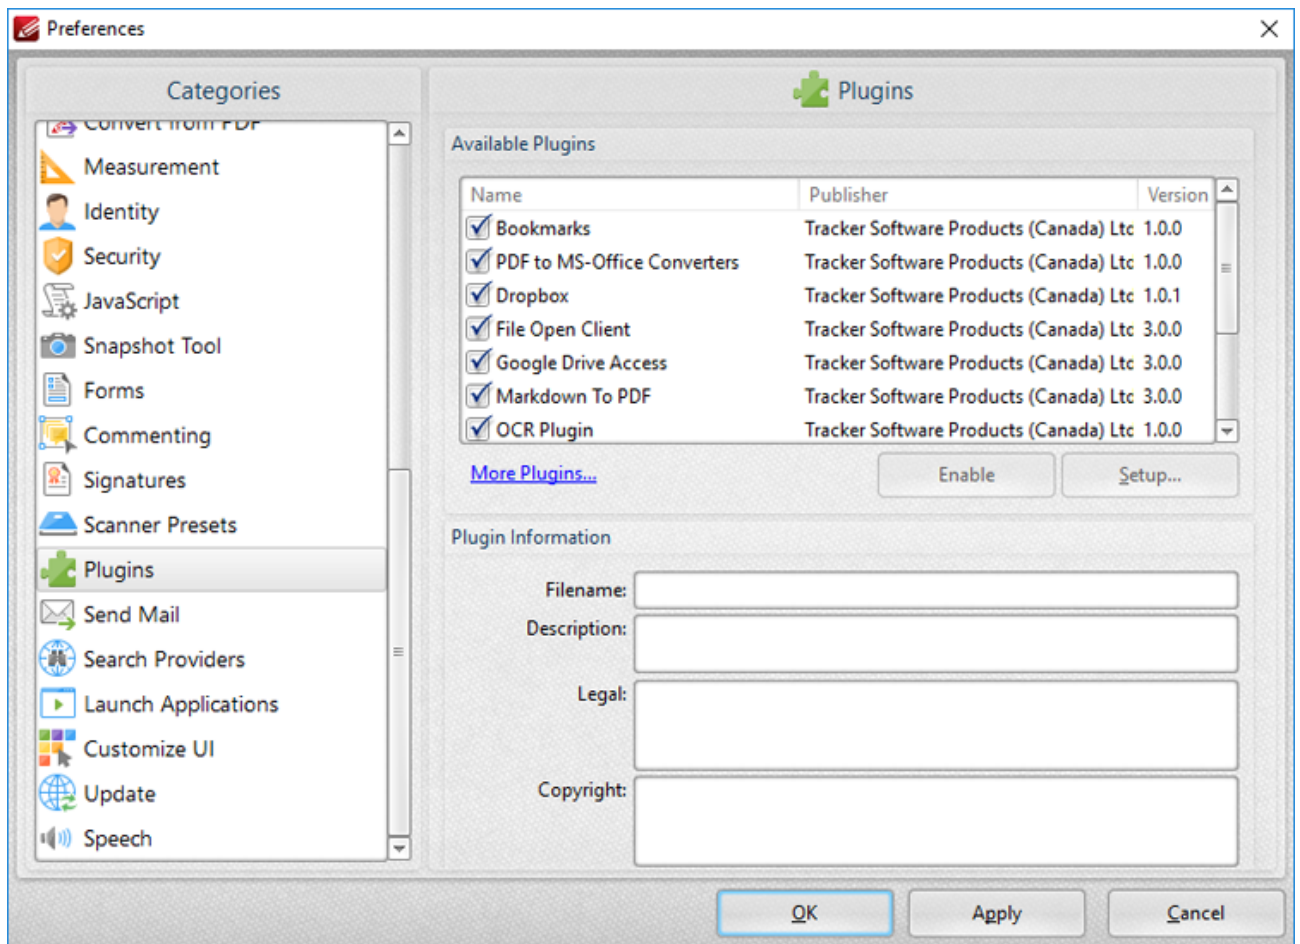 Preferences
Categories
Convert from PDF
Measurement
Identity
Security
JavaScript
Snapshot Tool
Forms
Commenting
Signatures
Scanner Presets
Plugins
Send Mail
Search Providers
Launch Applications
Customize UI
Update
Speech
Plugins
Available Plugins
Name Publisher Version
Bookmarks Tracker Software Products (Canada) Ltc 1.0.0
PDF to MS-Office Converters Tracker Software Products (Canada) Ltc 1.0.0
Dropbox Tracker Software Products (Canada) Ltc 1.0.1
File Open Client Tracker Software Products (Canada) Ltc 3.0.0
Google Drive Access Tracker Software Products (Canada) Ltc 3.0.0
Markdown To PDF Tracker Software Products (Canada) Ltc 3.0.0
OCR Plugin Tracker Software Products (Canada) Ltc 1.0.0
More Plugins...
Enable Setup...
Plugin Information
Filename:
Description:
Legal:
Copyright:
OK Apply Cancel